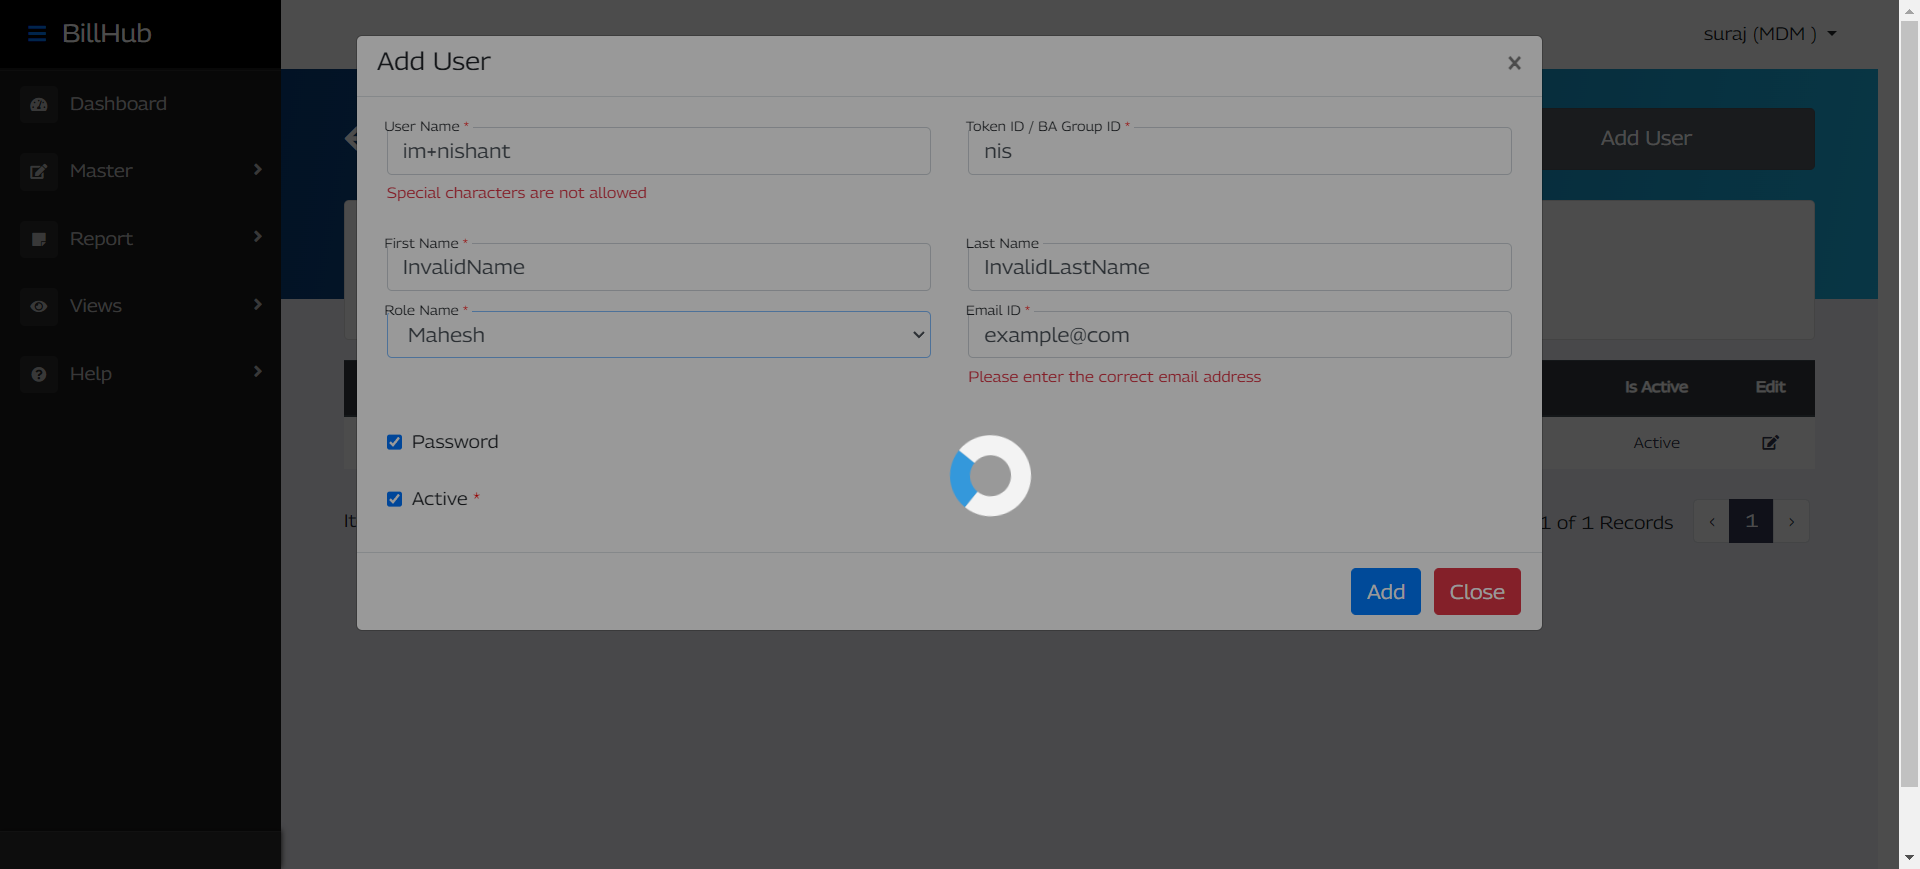 BillHub
suraj (MDM )
Dashboard
Master
Report
Views
Help
Add User
Add User
×
User Name *
im+nishant
Special characters are not allowed
Token ID / BA Group ID *
nis
First Name *
InvalidName
Last Name
InvalidLastName
Role Name *
Mahesh
Email ID *
example@com
Please enter the correct email address
Password
Active *
Add
Close
Is Active Edit
Active
It
1 of 1 Records
‹ 1 ›